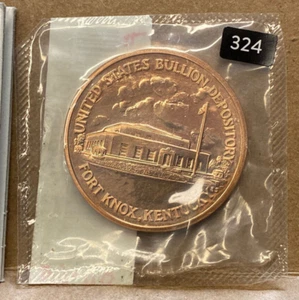 324
UNITED STATES BULLION DEPOSITORY
FORT KNOX, KENTUCKY